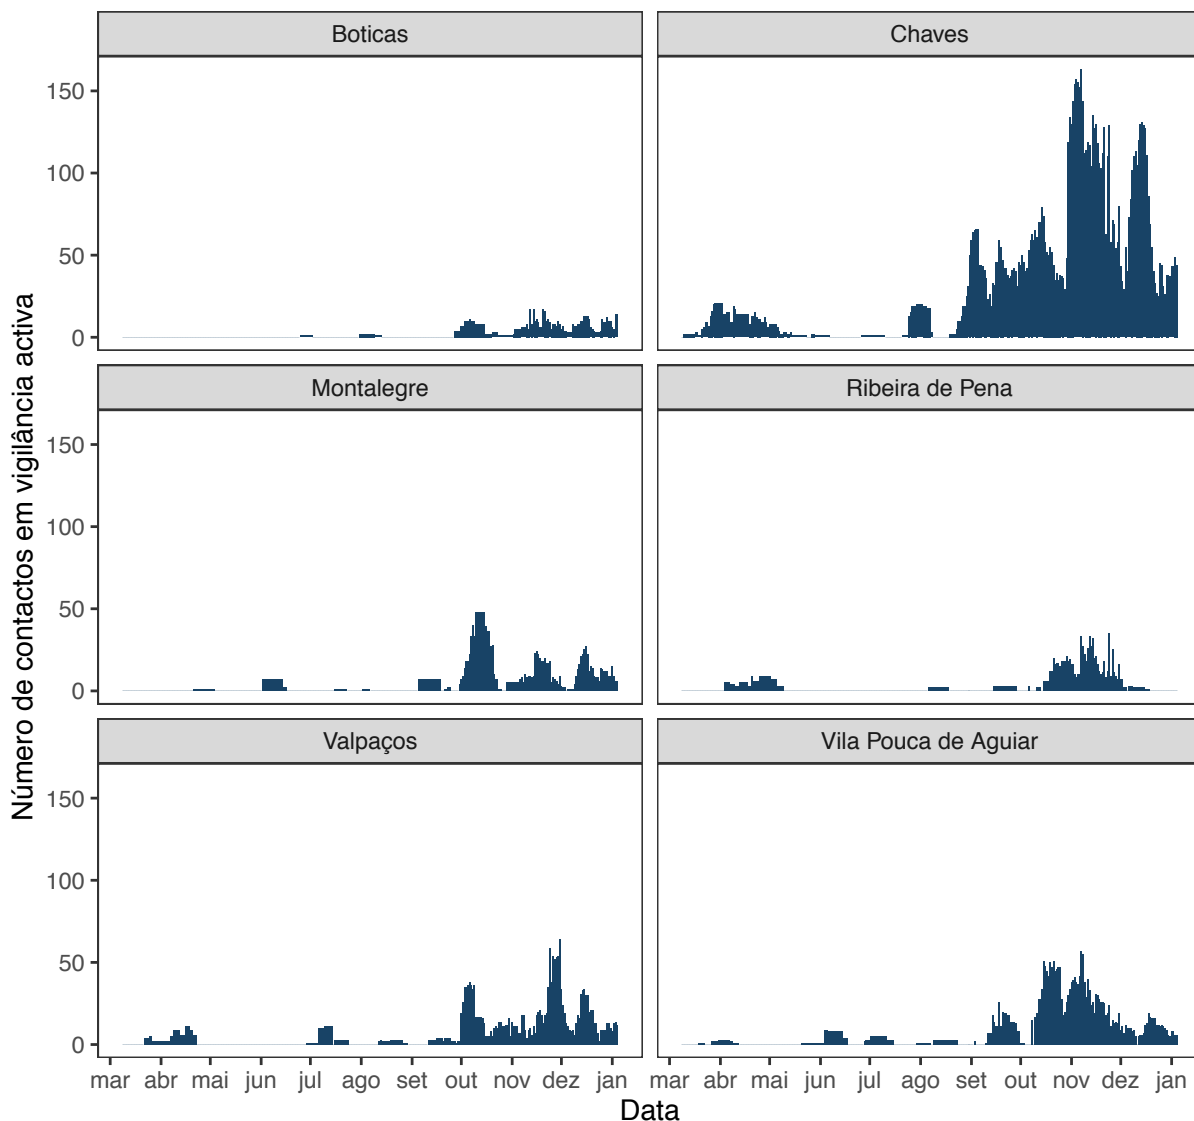 Boticas
Chaves
150
100
50
0
Montalegre
Ribeira de Pena
150
100
50
0
Valpaços
Vila Pouca de Aguiar
150
100
50
0
mar abr mai jun jul ago set out nov dez jan
mar abr mai jun jul ago set out nov dez jan
Data
Número de contactos em vigilância activa